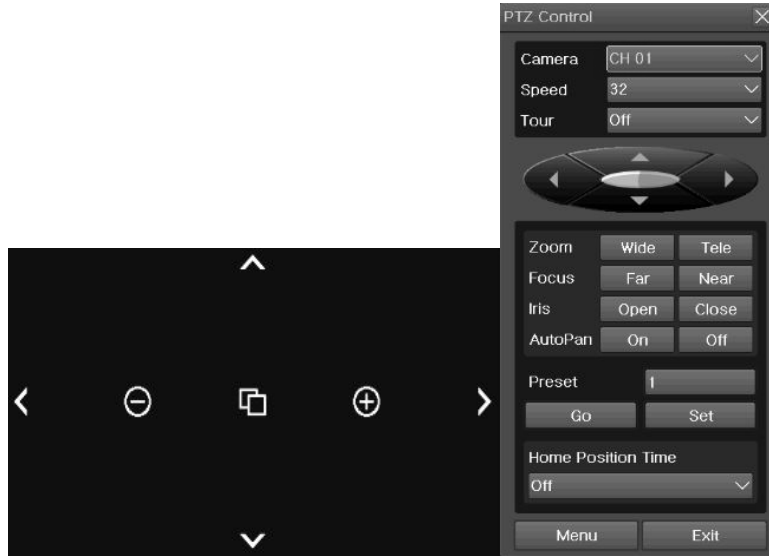 PTZ Control
Camera CH 01
Speed 32
Tour Off
Zoom Wide Tele
Focus Far Near
Iris Open Close
AutoPan On Off
Preset 1
Go Set
Home Position Time
Off
Menu Exit